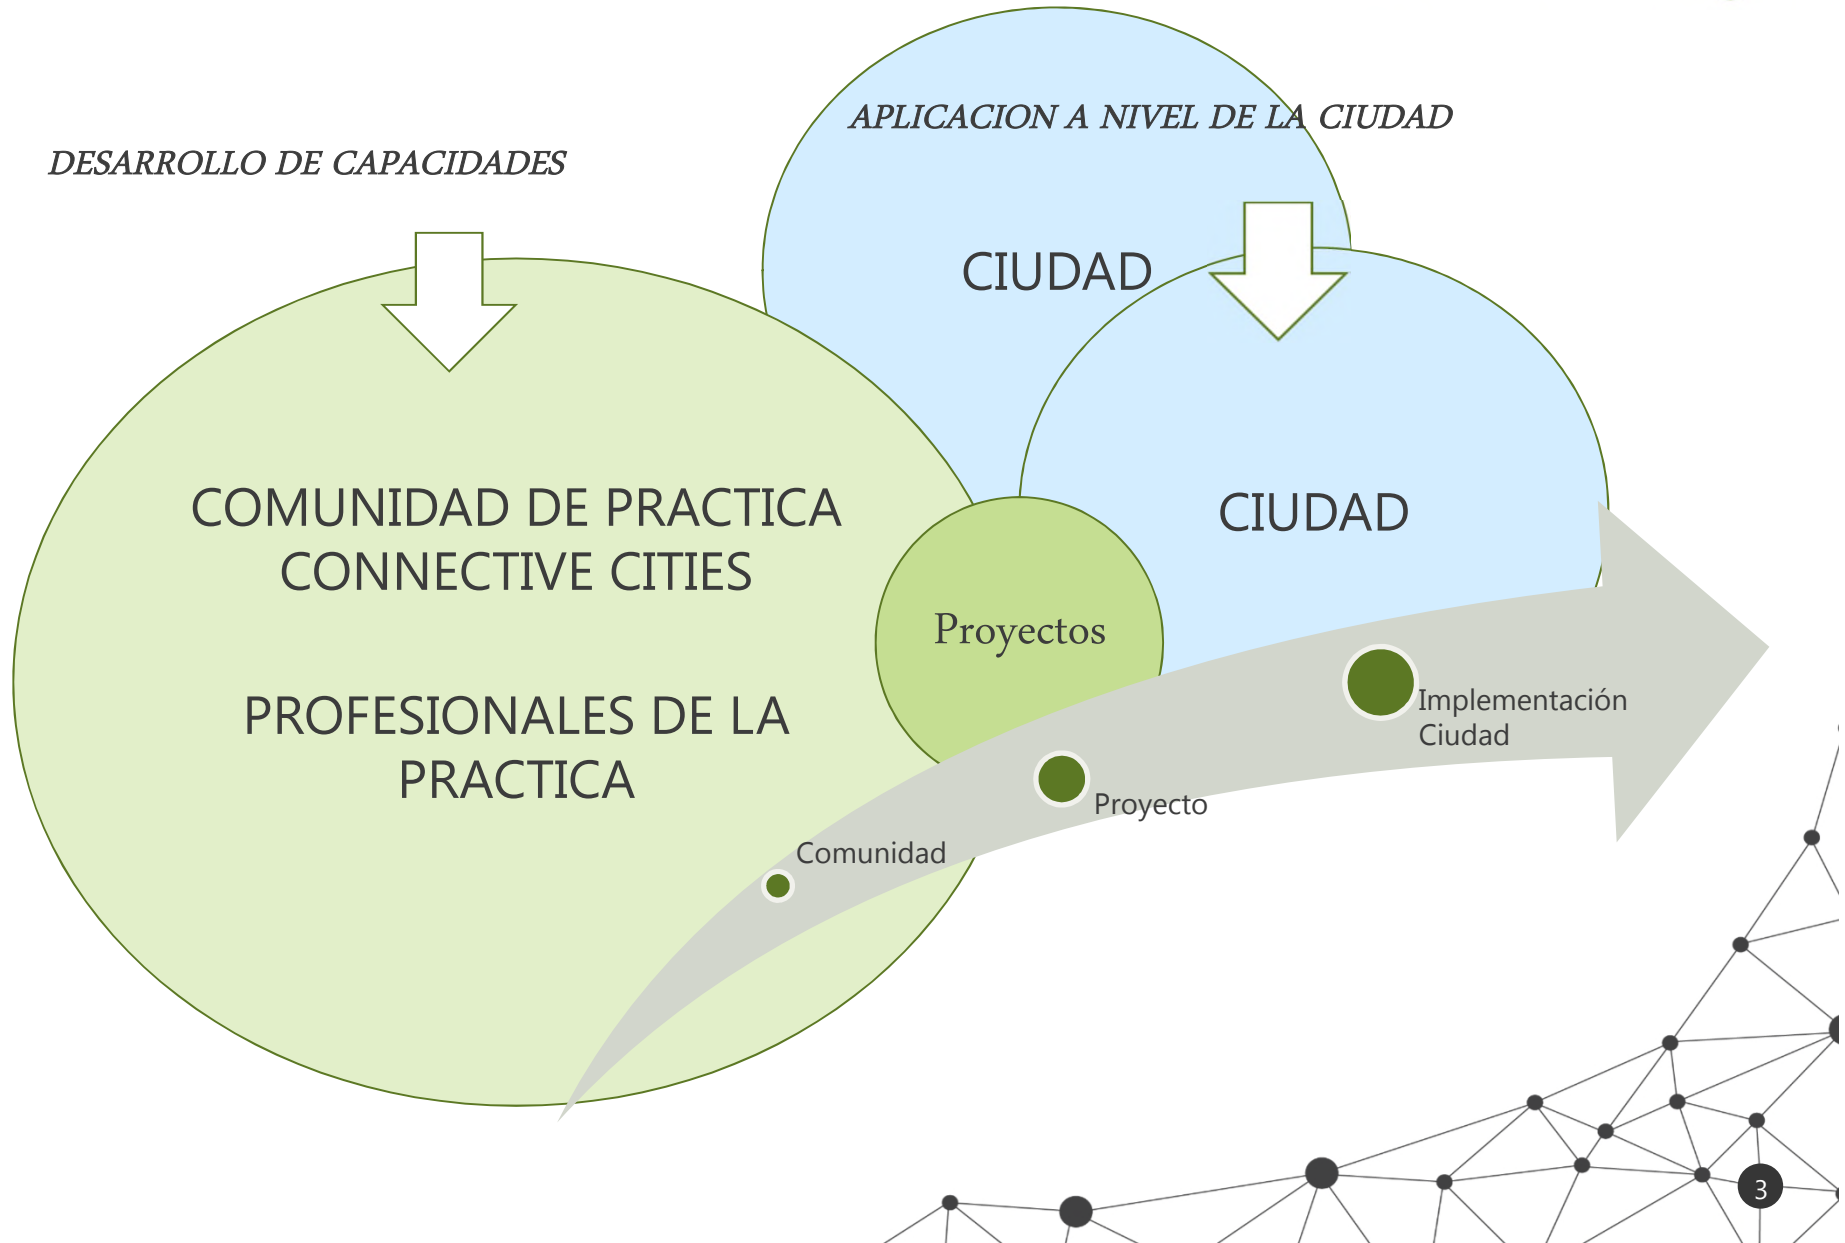 APLICACION A NIVEL DE LA CIUDAD
DESARROLLO DE CAPACIDADES
CIUDAD
CIUDAD
COMUNIDAD DE PRACTICA
CONNECTIVE CITIES
PROFESIONALES DE LA
PRACTICA
Proyectos
Implementación
Ciudad
Proyecto
Comunidad
3